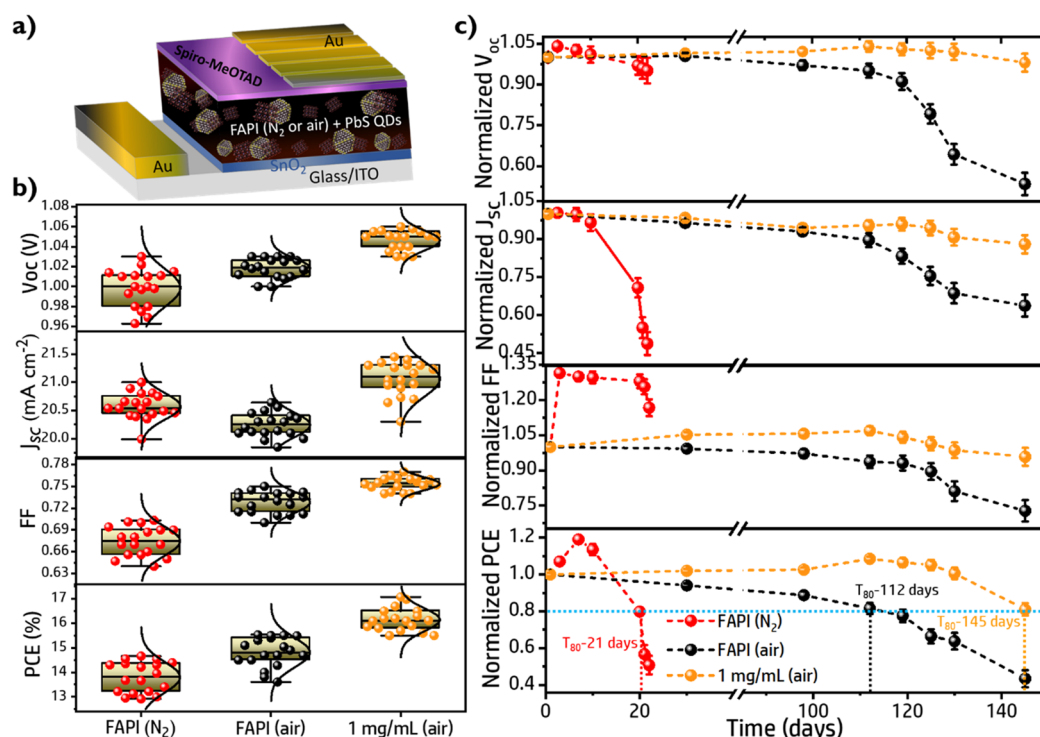 a)
Au
Spiro-MeOTAD
FAPI (N2 or air) + PbS QDs
Au
SnO2
Glass/ITO
b)
Voc (V)
1.08
1.06
1.04
1.02
1.00
0.98
0.96
JSC (mA cm-2)
21.5
21.0
20.5
20.0
FF
0.78
0.75
0.72
0.69
0.66
0.63
PCE (%)
17
16
15
14
13
FAPI (N2)
FAPI (air)
1 mg/mL (air)
c)
Normalized Voc
1.05
0.90
0.75
0.60
Normalized JSC
1.05
0.90
0.75
0.60
0.45
Normalized FF
1.35
1.20
1.05
0.90
0.75
Normalized PCE
1.2
1.0
0.8
0.6
0.4
T80-21 days
T80-112 days
T80-145 days
FAPI (N2)
FAPI (air)
1 mg/mL (air)
0
20
100
120
140
Time (days)